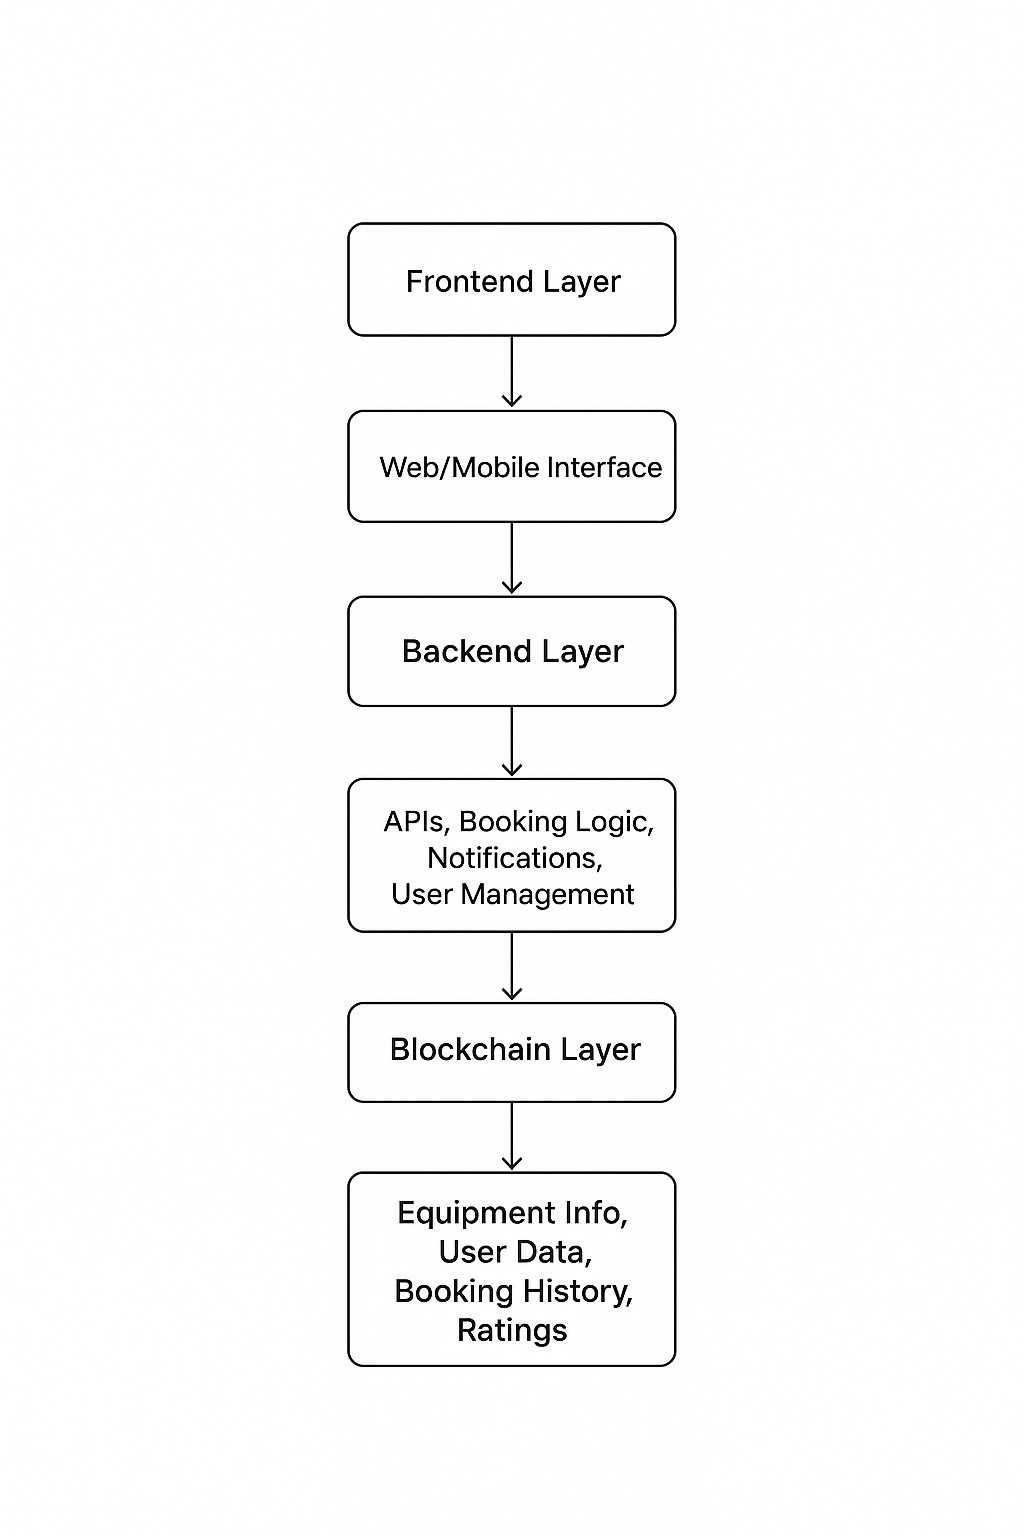 Frontend Layer
Web/Mobile Interface
Backend Layer
APIs, Booking Logic,
Notifications,
User Management
Blockchain Layer
Equipment Info,
User Data,
Booking History,
Ratings